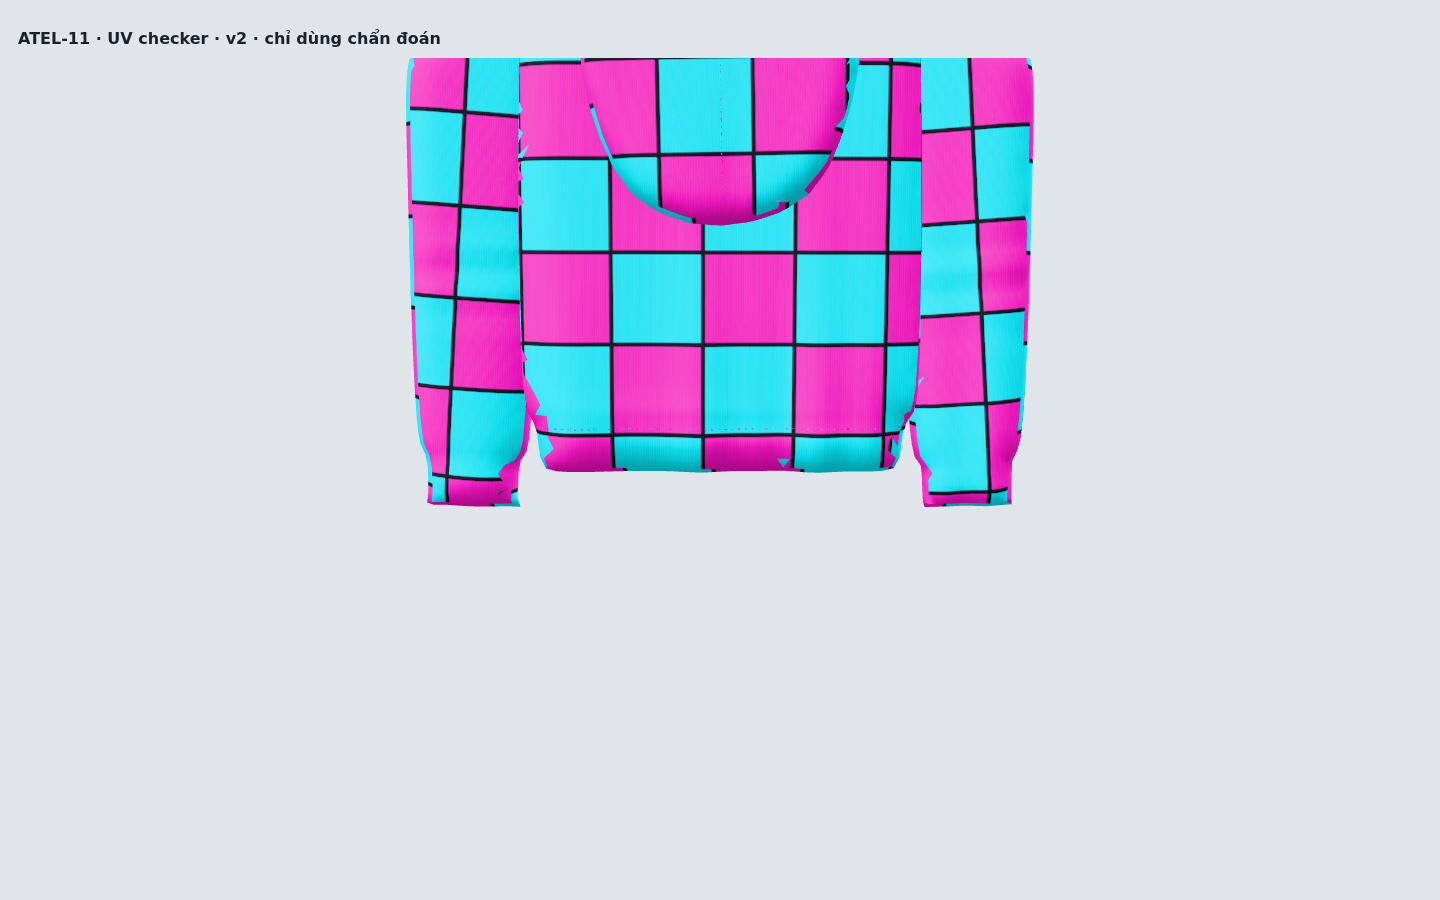 ATEL-11 · UV checker · v2 · chỉ dùng chẩn đoán